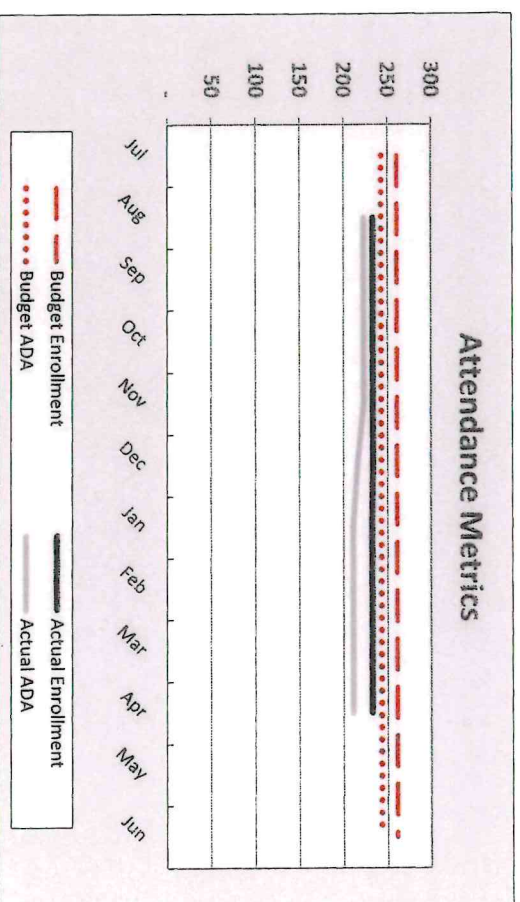 Attendance Metrics
300
250
200
150
100
50
-
Jul Aug Sep Oct Nov Dec Jan Feb Mar Apr May Jun
Budget Enrollment Actual Enrollment
Budget ADA Actual ADA